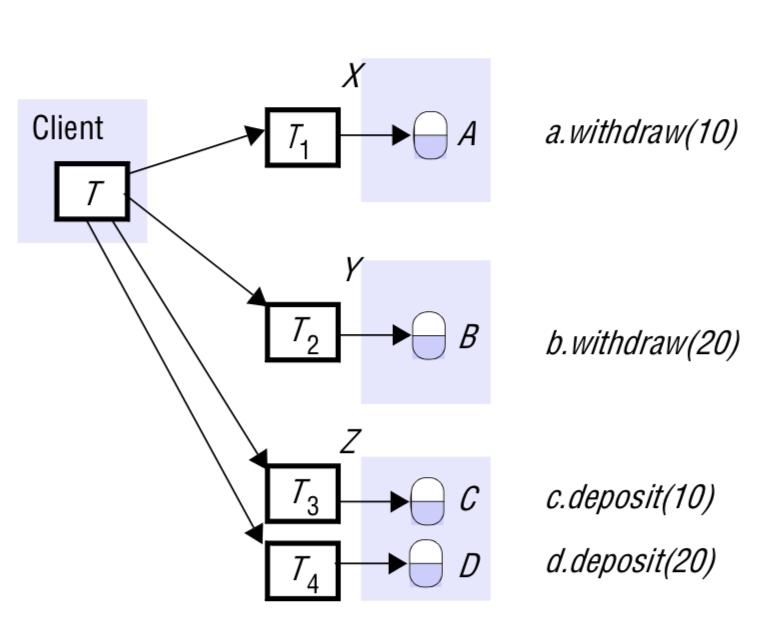 X
Client
T₁
A
a.withdraw(10)
T
Y
T₂
B
b.withdraw(20)
Z
T₃
C
c.deposit(10)
T₄
D
d.deposit(20)